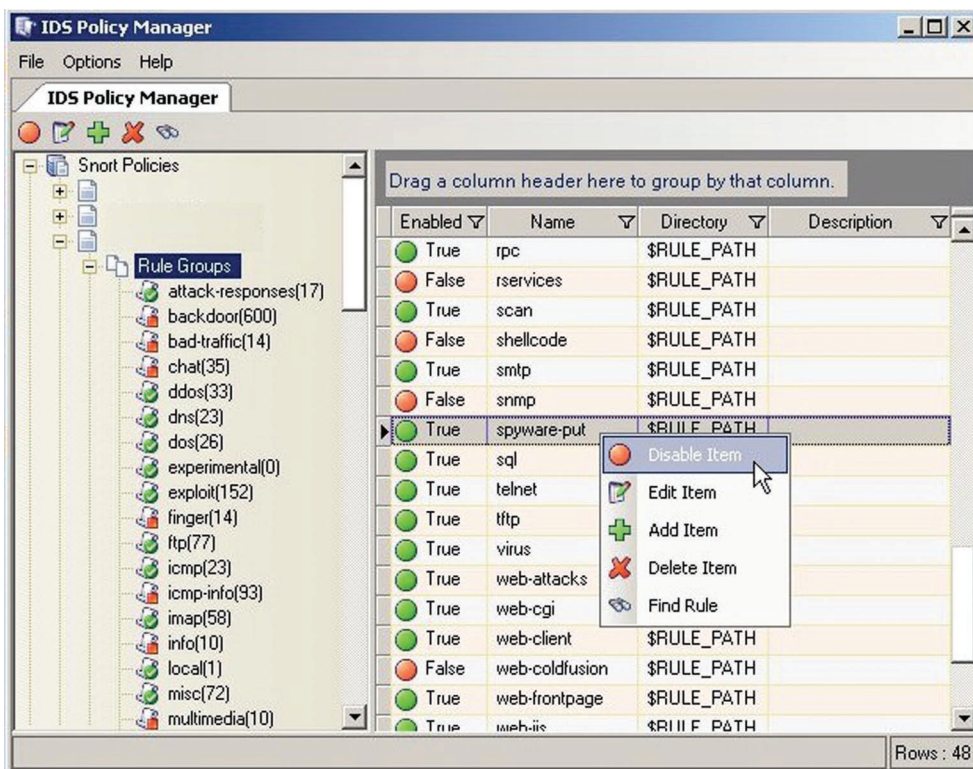 IDS Policy Manager
File Options Help
IDS Policy Manager
Snort Policies
Rule Groups
attack-responses(17)
backdoor(600)
bad-traffic(14)
chat(35)
ddos(33)
dns(23)
dos(26)
experimental(0)
exploit(152)
finger(14)
ftp(77)
icmp(23)
icmp-info(93)
imap(58)
info(10)
local(1)
misc(72)
multimedia(10)
Drag a column header here to group by that column.
Enabled Name Directory Description
True rpc $RULE_PATH
False rservices $RULE_PATH
True scan $RULE_PATH
False shellcode $RULE_PATH
True smtp $RULE_PATH
False snmp $RULE_PATH
True spyware-put $RULE_PATH
True sql
True telnet
True tftp
True virus
True web-attacks
True web-cgi
True web-client $RULE_PATH
False web-coldfusion $RULE_PATH
True web-frontpage $RULE_PATH
True web-iis $RULE_PATH
Disable Item
Edit Item
Add Item
Delete Item
Find Rule
Rows : 48